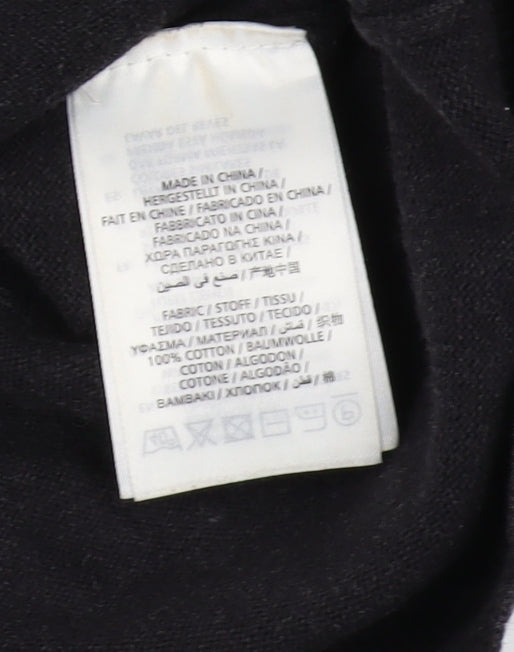 MADE IN CHINA /
HERGESTELLT IN CHINA /
FAIT EN CHINE / FABRICADO EN CHINA /
FABBRICATO IN CINA /
FABRICADO NA CHINA /
ΧΩΡΑ ΠΑΡΑΓΩΓΗΣ ΚΙΝΑ /
СДЕЛАНО В КИТАЕ /
صنع في الصين / 产地中国
FABRIC / STOFF / TISSU /
TEJIDO / TESSUTO / TECIDO /
ΥΦΑΣΜΑ / МАТЕРИАЛ / قماش / 织物
100% COTTON / BAUMWOLLE /
COTON / ALGODON /
COTONE / ALGODÃO /
ΒΑΜΒΑΚΙ / ХЛОПОК / قطن / 棉